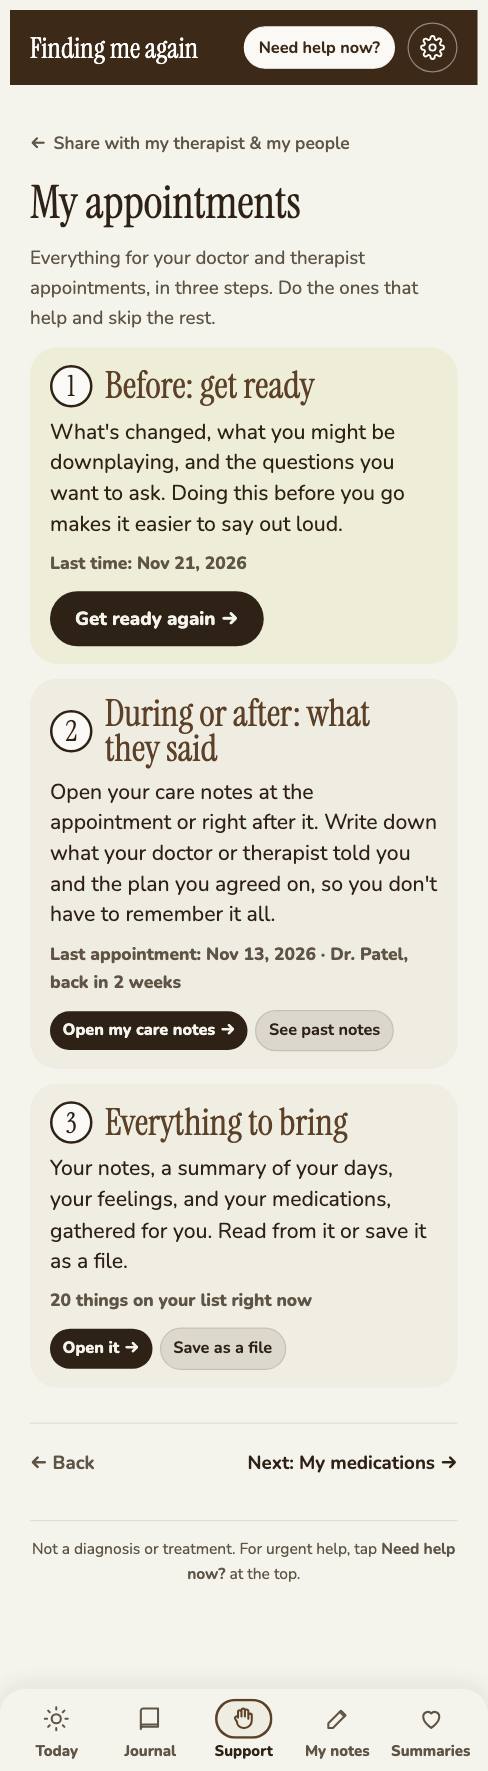 Finding me again
Need help now?
← Share with my therapist & my people
My appointments
Everything for your doctor and therapist
appointments, in three steps. Do the ones that
help and skip the rest.
1 Before: get ready
What's changed, what you might be
downplaying, and the questions you
want to ask. Doing this before you go
makes it easier to say out loud.
Last time: Nov 21, 2026
Get ready again →
2 During or after: what
they said
Open your care notes at the
appointment or right after it. Write down
what your doctor or therapist told you
and the plan you agreed on, so you don't
have to remember it all.
Last appointment: Nov 13, 2026 · Dr. Patel,
back in 2 weeks
Open my care notes →
See past notes
3 Everything to bring
Your notes, a summary of your days,
your feelings, and your medications,
gathered for you. Read from it or save it
as a file.
20 things on your list right now
Open it →
Save as a file
← Back
Next: My medications →
Not a diagnosis or treatment. For urgent help, tap Need help
now? at the top.
Today
Journal
Support
My notes
Summaries